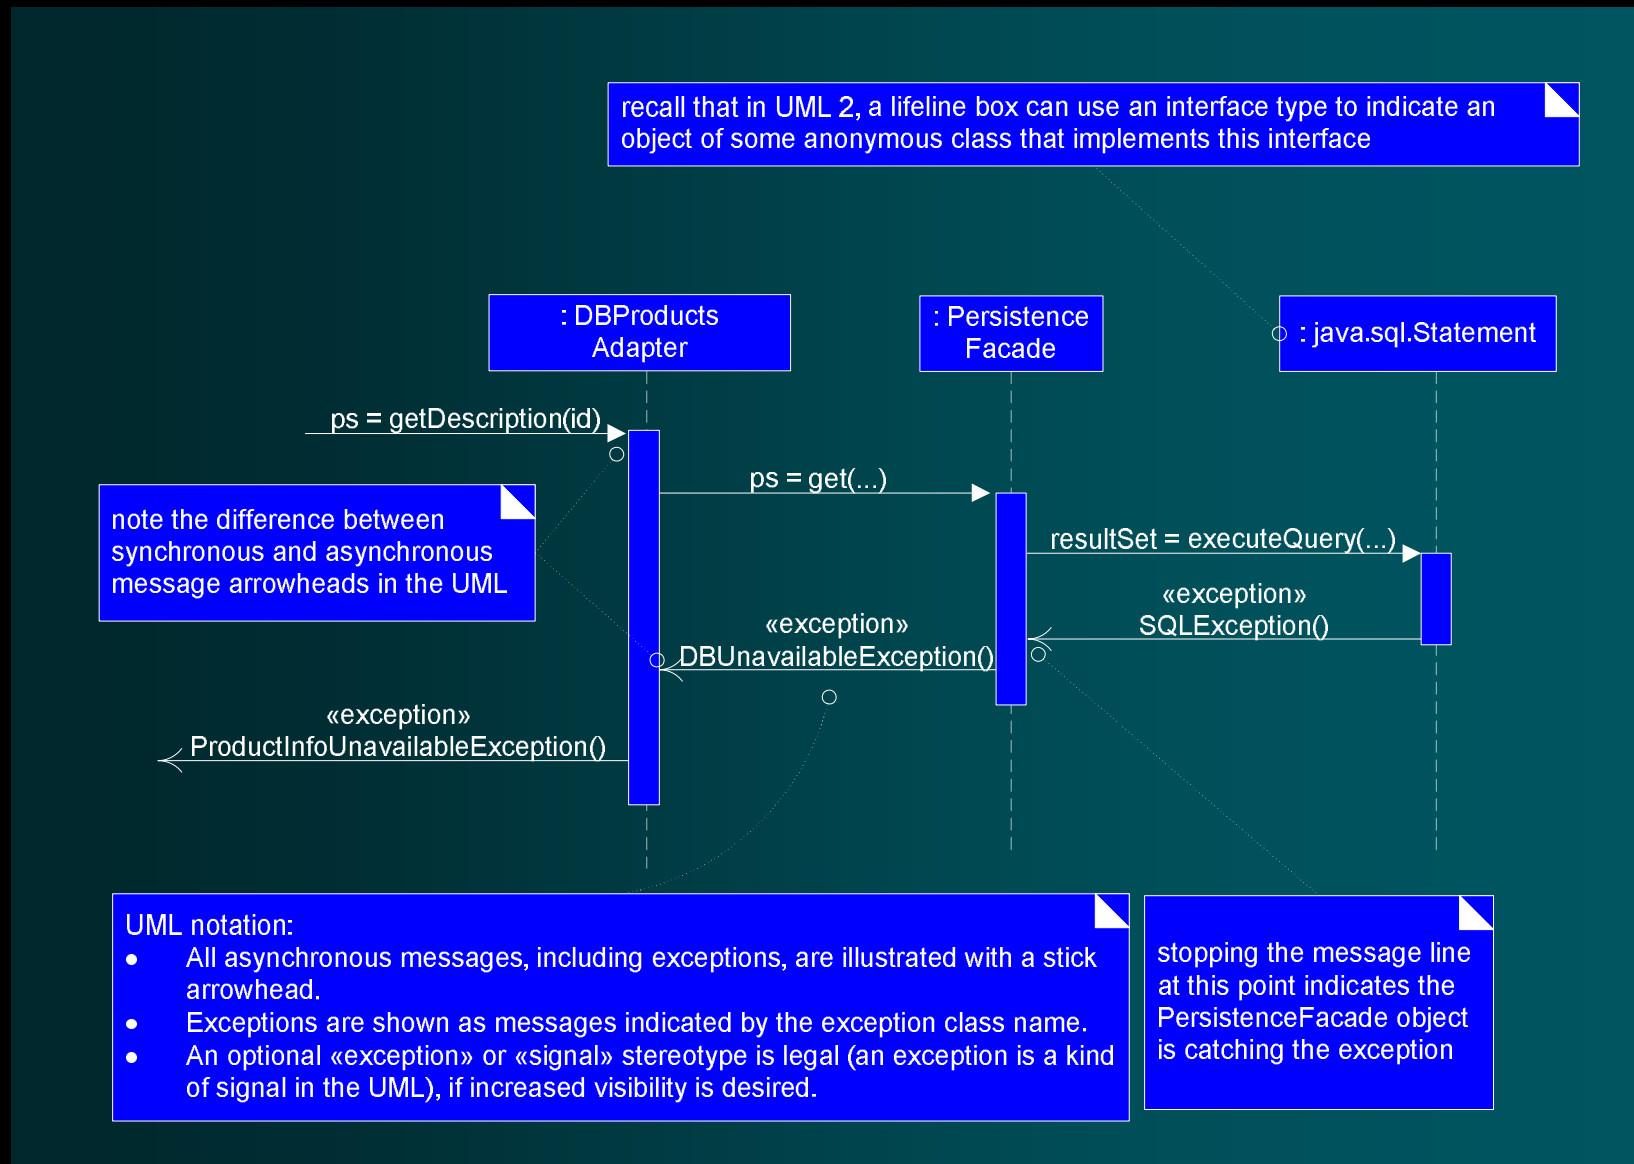 recall that in UML 2, a lifeline box can use an interface type to indicate an
object of some anonymous class that implements this interface
: DBProducts
Adapter
: Persistence
Facade
: java.sql.Statement
ps = getDescription(id)
ps = get(...)
note the difference between
synchronous and asynchronous
message arrowheads in the UML
resultSet = executeQuery(...)
«exception»
SQLException()
«exception»
DBUnavailableException()
«exception»
ProductInfoUnavailableException()
UML notation:
● All asynchronous messages, including exceptions, are illustrated with a stick
arrowhead.
● Exceptions are shown as messages indicated by the exception class name.
● An optional «exception» or «signal» stereotype is legal (an exception is a kind
of signal in the UML), if increased visibility is desired.
stopping the message line
at this point indicates the
PersistenceFacade object
is catching the exception